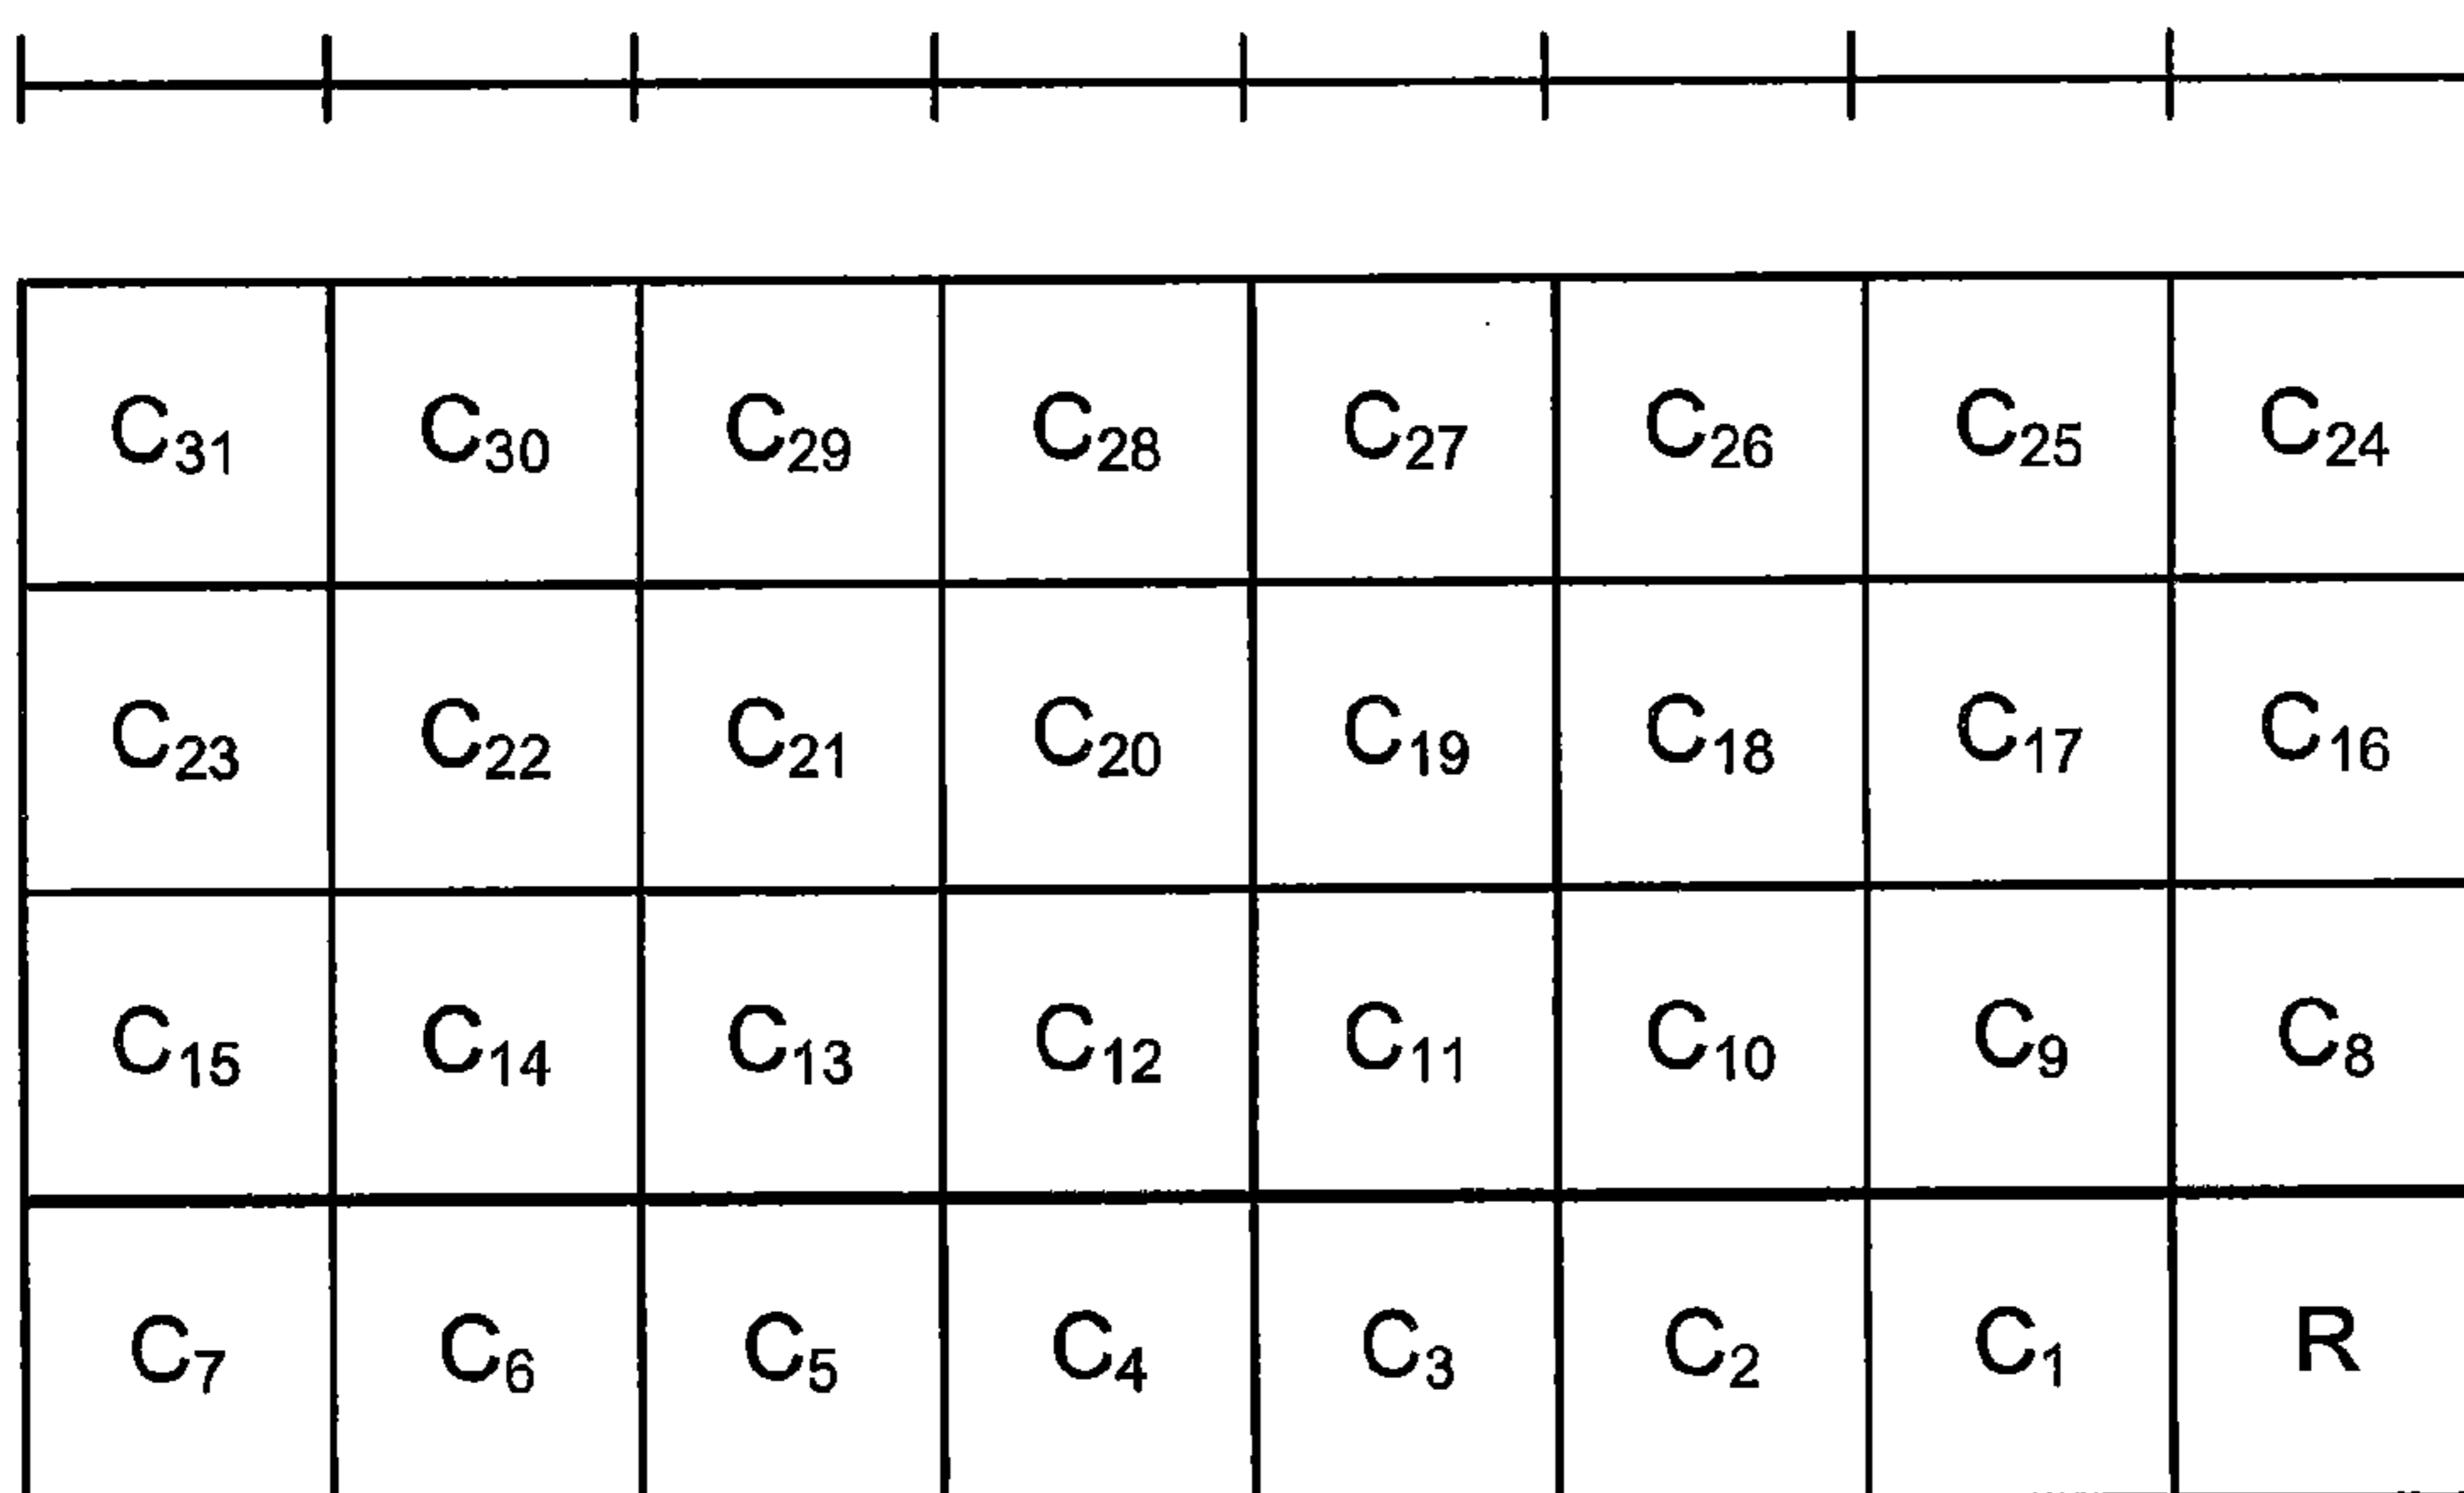 C₃₁ C₃₀ C₂₉ C₂₈ C₂₇ C₂₆ C₂₅ C₂₄
C₂₃ C₂₂ C₂₁ C₂₀ C₁₉ C₁₈ C₁₇ C₁₆
C₁₅ C₁₄ C₁₃ C₁₂ C₁₁ C₁₀ C₉ C₈
C₇ C₆ C₅ C₄ C₃ C₂ C₁ R